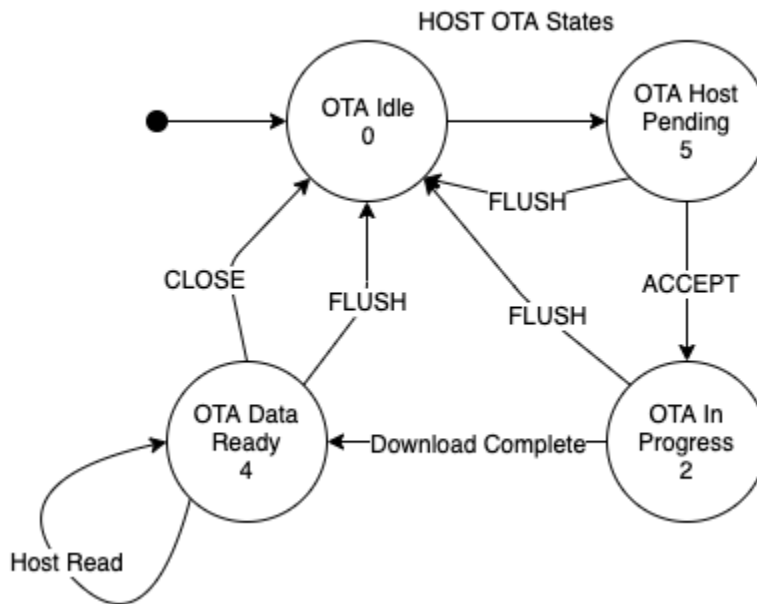 HOST OTA States
OTA Idle
0
OTA Host
Pending
5
FLUSH
CLOSE
FLUSH
FLUSH
ACCEPT
OTA Data
Ready
4
Download Complete
OTA In
Progress
2
Host Read